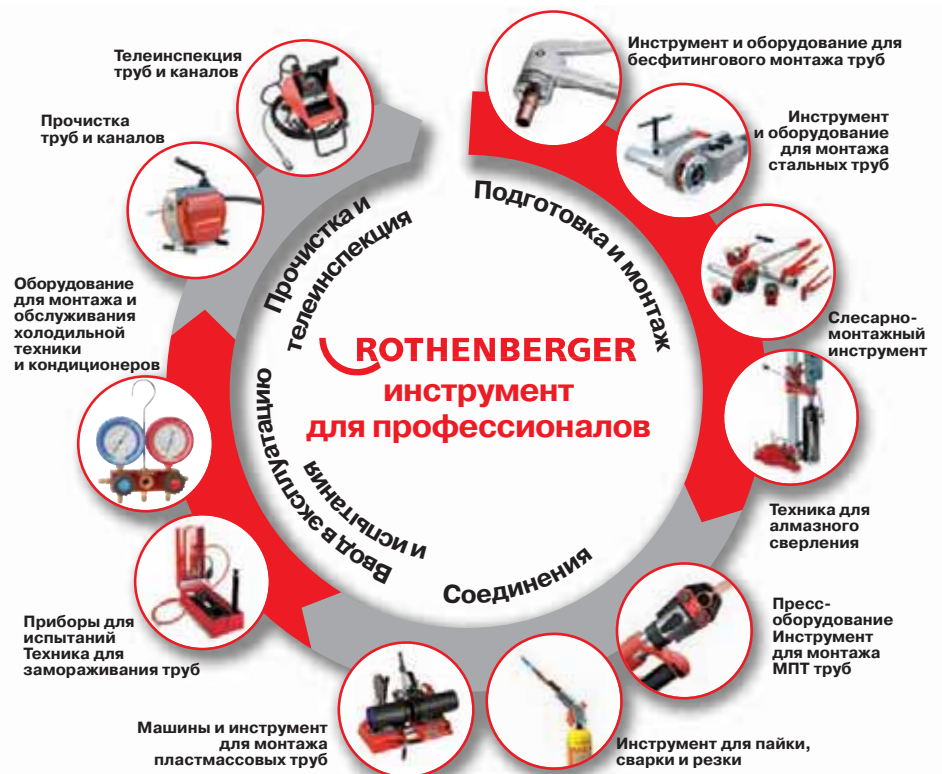 Телеинспекция
труб и каналов
Прочистка
труб и каналов
Оборудование
для монтажа и
обслуживания
холодильной
техники
и кондиционеров
Приборы для
испытаний
Техника для
замораживания труб
Машины и инструмент
для монтажа
пластмассовых труб
Инструмент и оборудование для
бесфитингового монтажа труб
Инструмент
и оборудование
для монтажа
стальных труб
Слесарно-
монтажный
инструмент
Техника для
алмазного
сверления
Пресс-
оборудование
Инструмент
для монтажа
МПТ труб
Инструмент для пайки,
сварки и резки
Подготовка и монтаж
Соединения
Ввод в эксплуатацию
и испытания
Прочистка и
телеинспекция
ROTHENBERGER
инструмент
для профессионалов